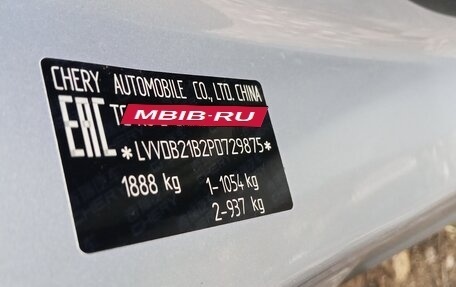 CHERY AUTOMOBILE CO., LTD. CHINA
EAC
MBIB-RU
*LVVDB21B2PD729875*
1888 kg 1-1054 kg
2-937 kg